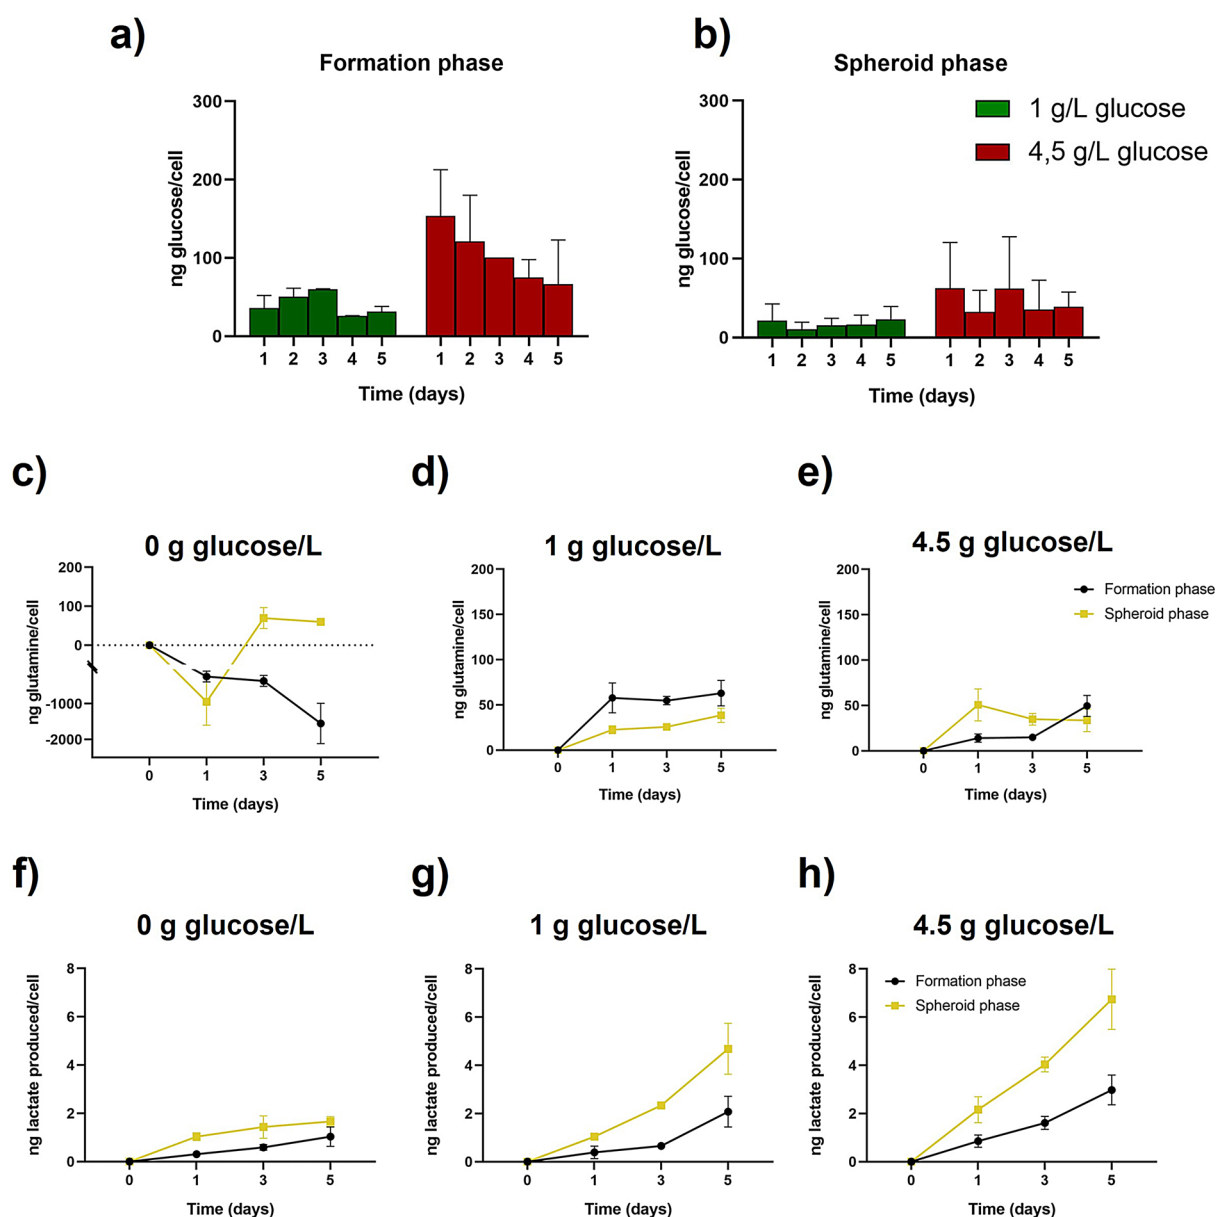 a)
Formation phase
ng glucose/cell
300
200
100
0
1 2 3 4 5 1 2 3 4 5
Time (days)
b)
Spheroid phase
1 g/L glucose
4,5 g/L glucose
ng glucose/cell
300
200
100
0
1 2 3 4 5 1 2 3 4 5
Time (days)
c)
0 g glucose/L
ng glutamine/cell
200
100
0
-1000
-2000
0 1 3 5
Time (days)
d)
1 g glucose/L
ng glutamine/cell
200
150
100
50
0
0 1 3 5
Time (days)
e)
4.5 g glucose/L
Formation phase
Spheroid phase
ng glutamine/cell
200
150
100
50
0
0 1 3 5
Time (days)
f)
0 g glucose/L
ng lactate produced/cell
8
6
4
2
0
0 1 3 5
Time (days)
g)
1 g glucose/L
ng lactate produced/cell
8
6
4
2
0
0 1 3 5
Time (days)
h)
4.5 g glucose/L
Formation phase
Spheroid phase
ng lactate produced/cell
8
6
4
2
0
0 1 3 5
Time (days)